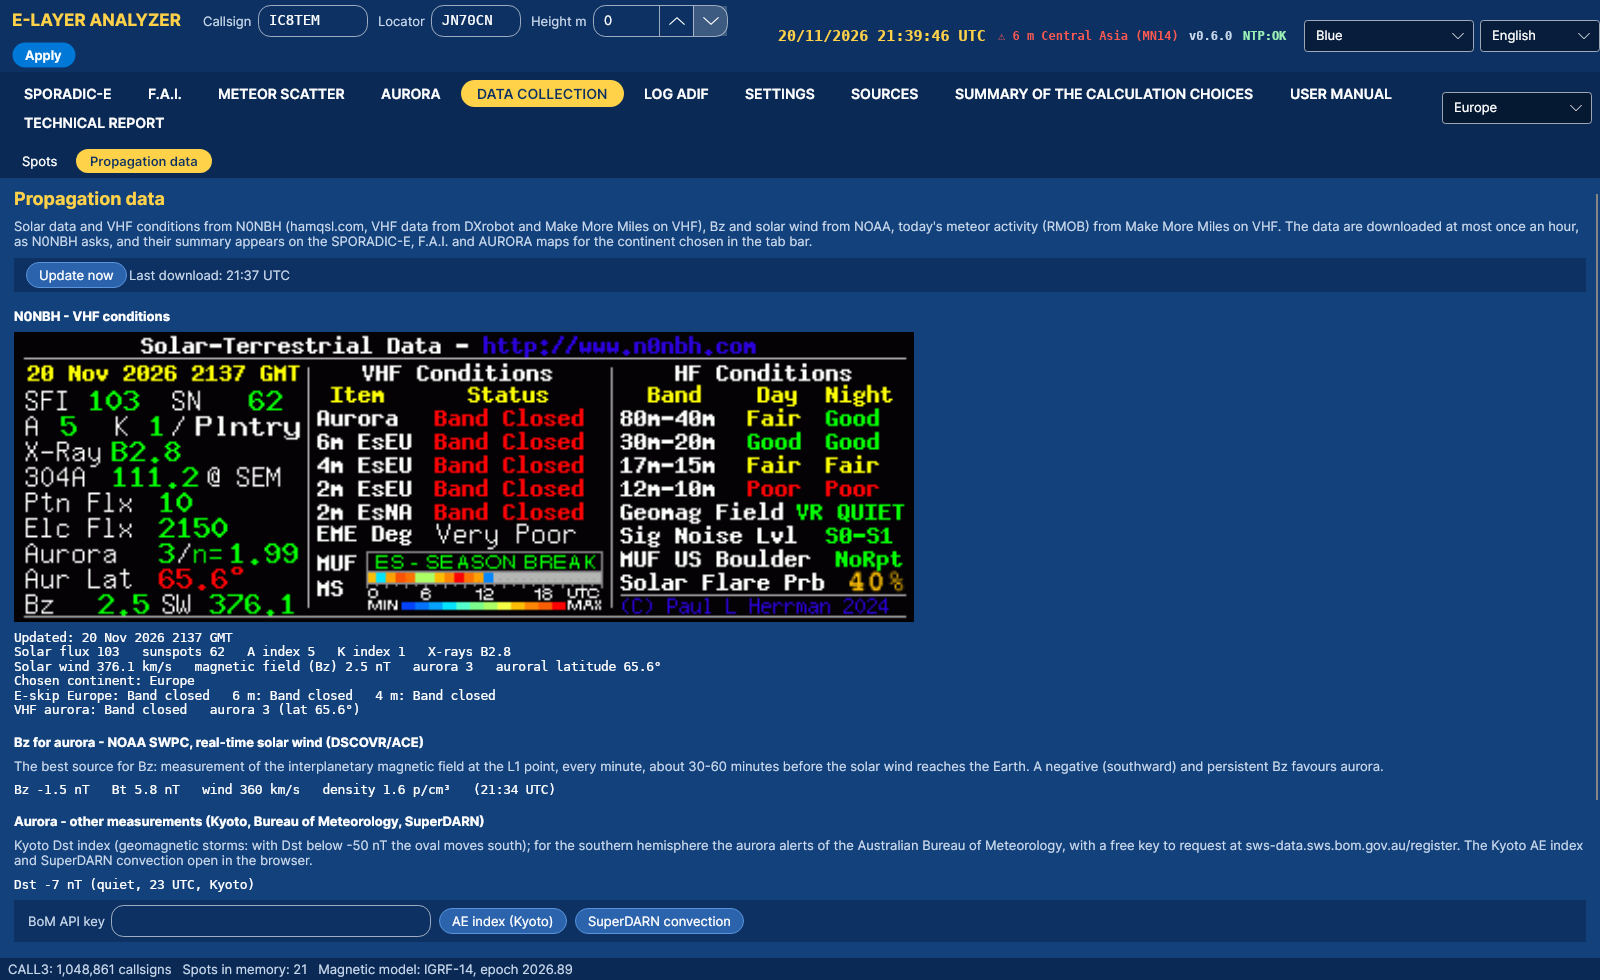 E-LAYER ANALYZER Callsign IC8TEM Locator JN70CN Height m 0
20/11/2026 21:39:46 UTC ⚠ 6 m Central Asia (MN14) v0.6.0 NTP:OK Blue English
Apply
SPORADIC-E F.A.I. METEOR SCATTER AURORA DATA COLLECTION LOG ADIF SETTINGS SOURCES SUMMARY OF THE CALCULATION CHOICES USER MANUAL
TECHNICAL REPORT
Europe
Spots Propagation data
Propagation data
Solar data and VHF conditions from N0NBH (hamqsl.com, VHF data from DXrobot and Make More Miles on VHF), Bz and solar wind from NOAA, today's meteor activity (RMOB) from Make More Miles on VHF. The data are downloaded at most once an hour,
as N0NBH asks, and their summary appears on the SPORADIC-E, F.A.I. and AURORA maps for the continent chosen in the tab bar.
Update now Last download: 21:37 UTC
N0NBH - VHF conditions
Solar-Terrestrial Data - http://www.n0nbh.com
20 Nov 2026 2137 GMT
SFI 103 SN 62
A 5 K 1/Plntry
X-Ray B2.8
304A 111.2 @ SEM
Ptn Flx 10
Elc Flx 2150
Aurora 3/n=1.99
Aur Lat 65.6°
Bz 2.5 SW 376.1
VHF Conditions
Item Status
Aurora Band Closed
6m EsEU Band Closed
4m EsEU Band Closed
2m EsEU Band Closed
2m EsNA Band Closed
EME Deg Very Poor
MUF ES - SEASON BREAK
MS
0 6 12 18 UTC
MIN MAX
HF Conditions
Band Day Night
80m-40m Fair Good
30m-20m Good Good
17m-15m Fair Fair
12m-10m Poor Poor
Geomag Field VR QUIET
Sig Noise Lvl S0-S1
MUF US Boulder NoRpt
Solar Flare Prb 40%
(C) Paul L Herrman 2024
Updated: 20 Nov 2026 2137 GMT
Solar flux 103 sunspots 62 A index 5 K index 1 X-rays B2.8
Solar wind 376.1 km/s magnetic field (Bz) 2.5 nT aurora 3 auroral latitude 65.6°
Chosen continent: Europe
E-skip Europe: Band closed 6 m: Band closed 4 m: Band closed
VHF aurora: Band closed aurora 3 (lat 65.6°)
Bz for aurora - NOAA SWPC, real-time solar wind (DSCOVR/ACE)
The best source for Bz: measurement of the interplanetary magnetic field at the L1 point, every minute, about 30-60 minutes before the solar wind reaches the Earth. A negative (southward) and persistent Bz favours aurora.
Bz -1.5 nT Bt 5.8 nT wind 360 km/s density 1.6 p/cm³ (21:34 UTC)
Aurora - other measurements (Kyoto, Bureau of Meteorology, SuperDARN)
Kyoto Dst index (geomagnetic storms: with Dst below -50 nT the oval moves south); for the southern hemisphere the aurora alerts of the Australian Bureau of Meteorology, with a free key to request at sws-data.sws.bom.gov.au/register. The Kyoto AE index
and SuperDARN convection open in the browser.
Dst -7 nT (quiet, 23 UTC, Kyoto)
BoM API key AE index (Kyoto) SuperDARN convection
CALL3: 1,048,861 callsigns Spots in memory: 21 Magnetic model: IGRF-14, epoch 2026.89